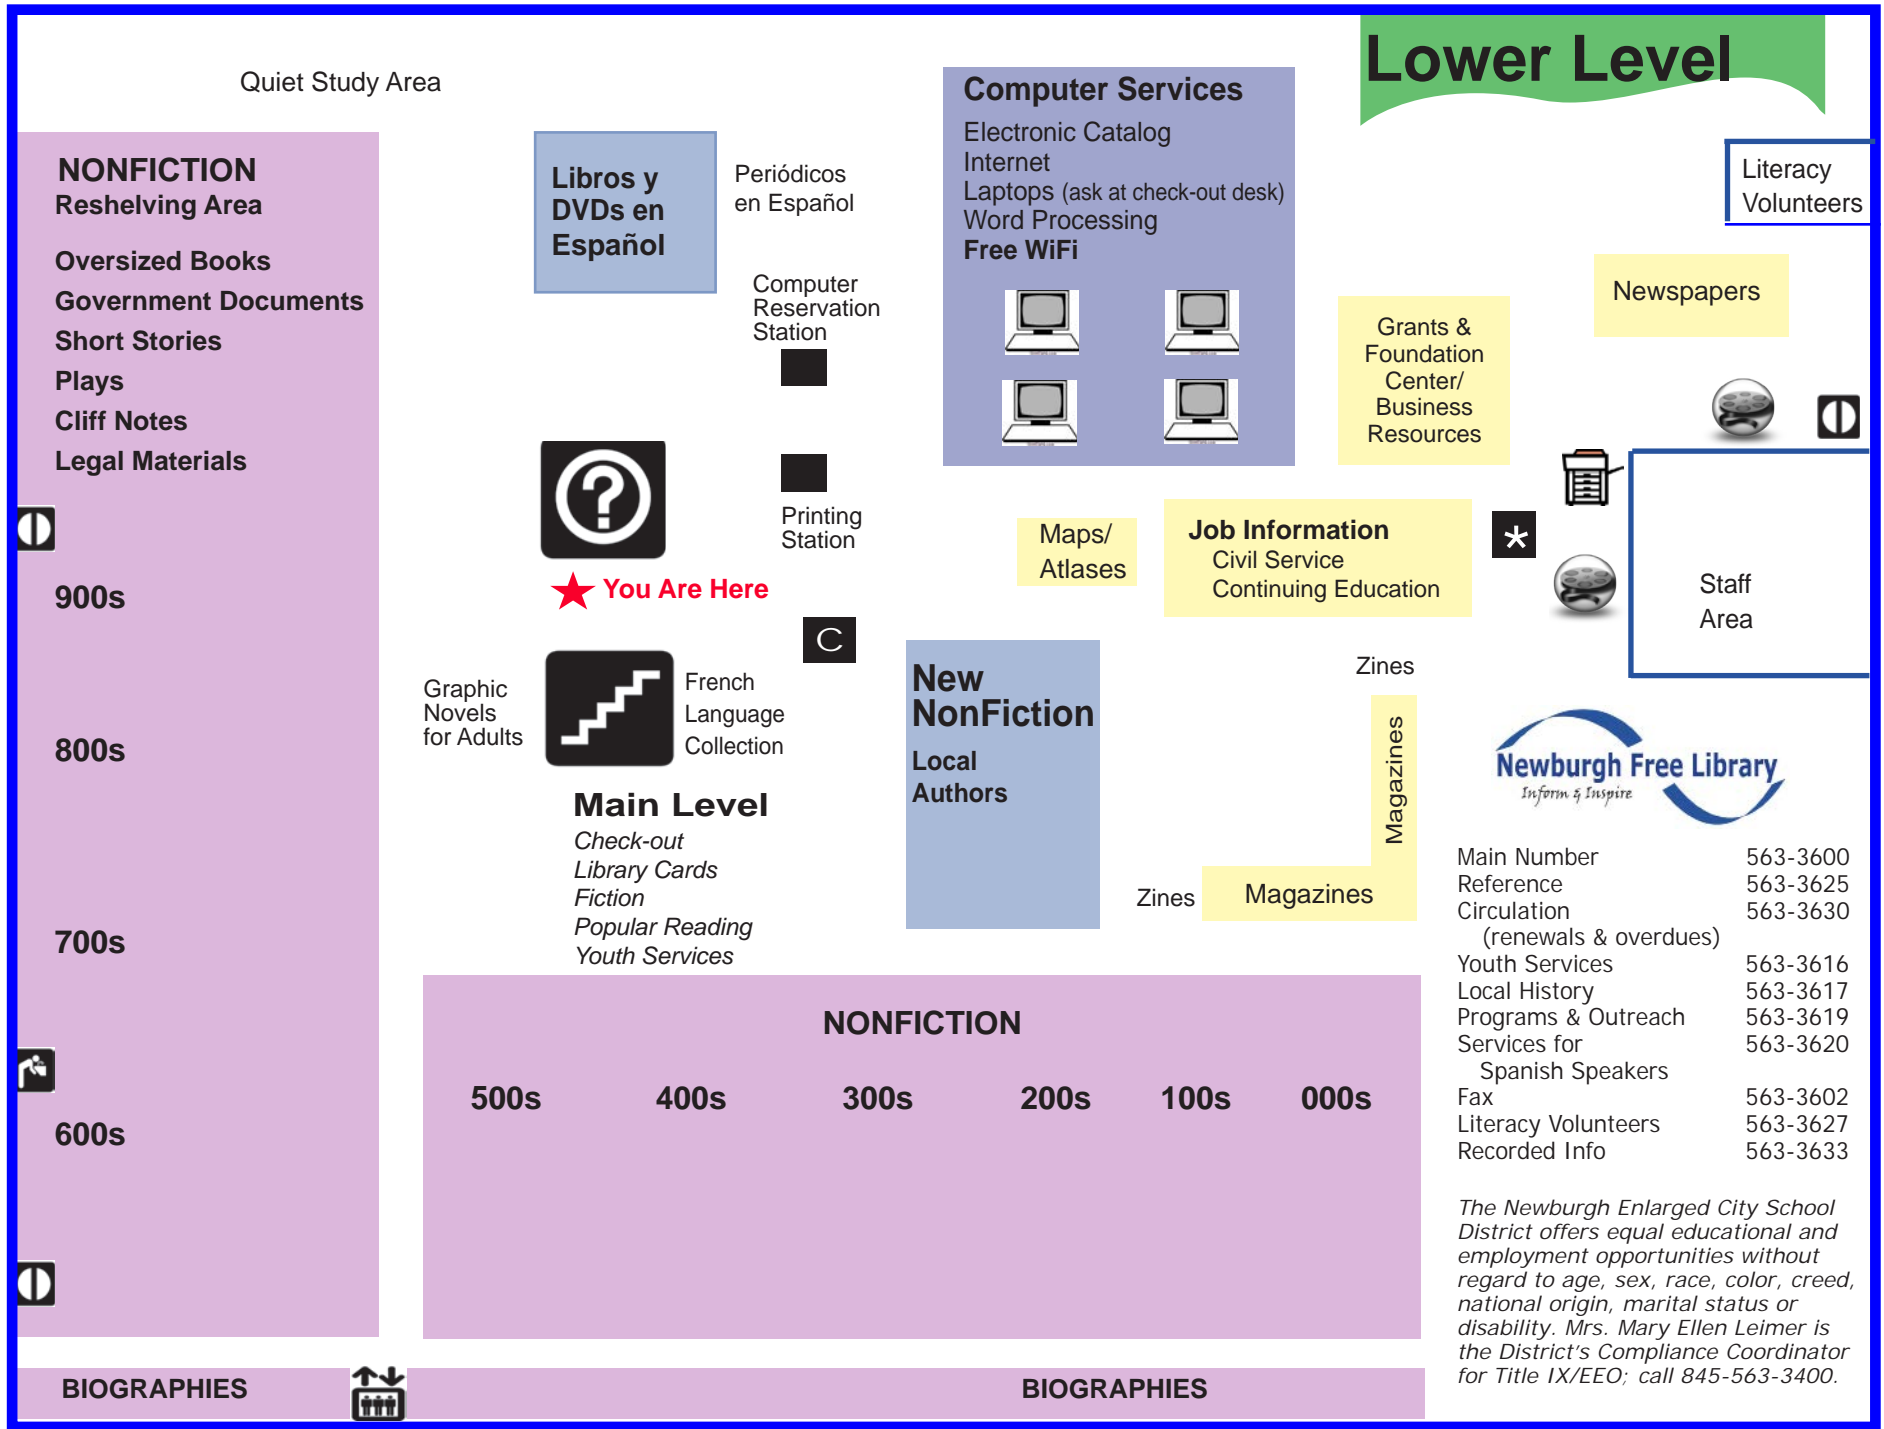 Lower Level
Quiet Study Area
NONFICTION
Reshelving Area
Oversized Books
Government Documents
Short Stories
Plays
Cliff Notes
Legal Materials
900s
800s
700s
600s
Libros y
DVDs en
Español
Periódicos
en Español
Computer
Reservation
Station
?
Printing
Station
You Are Here
C
Graphic
Novels
for Adults
French
Language
Collection
Main Level
Check-out
Library Cards
Fiction
Popular Reading
Youth Services
Computer Services
Electronic Catalog
Internet
Laptops (ask at check-out desk)
Word Processing
Free WiFi
Literacy
Volunteers
Newspapers
Grants &
Foundation
Center/
Business
Resources
Maps/
Atlases
Job Information
Civil Service
Continuing Education
*
Staff
Area
New
NonFiction
Local
Authors
Zines
Magazines
Zines
Magazines
NONFICTION
500s 400s 300s 200s 100s 000s
BIOGRAPHIES
BIOGRAPHIES
Newburgh Free Library
Inform & Inspire
Main Number 563-3600
Reference 563-3625
Circulation 563-3630
(renewals & overdues)
Youth Services 563-3616
Local History 563-3617
Programs & Outreach 563-3619
Services for 563-3620
Spanish Speakers
Fax 563-3602
Literacy Volunteers 563-3627
Recorded Info 563-3633
The Newburgh Enlarged City School
District offers equal educational and
employment opportunities without
regard to age, sex, race, color, creed,
national origin, marital status or
disability. Mrs. Mary Ellen Leimer is
the District's Compliance Coordinator
for Title IX/EEO; call 845-563-3400.